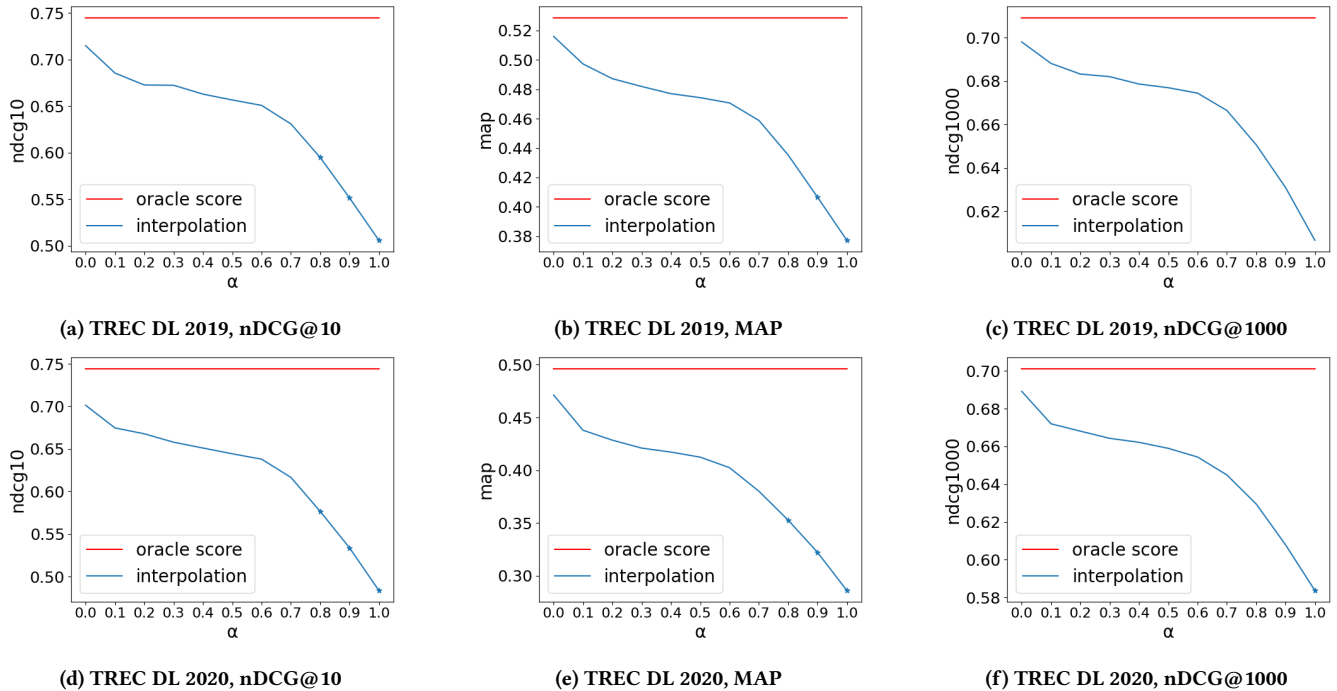 0.75
0.70
0.65
0.60
0.55
0.50
ndcg10
oracle score
interpolation
0.0 0.1 0.2 0.3 0.4 0.5 0.6 0.7 0.8 0.9 1.0
α
(a) TREC DL 2019, nDCG@10
0.52
0.50
0.48
0.46
0.44
0.42
0.40
0.38
map
oracle score
interpolation
0.0 0.1 0.2 0.3 0.4 0.5 0.6 0.7 0.8 0.9 1.0
α
(b) TREC DL 2019, MAP
0.70
0.68
0.66
0.64
0.62
ndcg1000
oracle score
interpolation
0.0 0.1 0.2 0.3 0.4 0.5 0.6 0.7 0.8 0.9 1.0
α
(c) TREC DL 2019, nDCG@1000
0.75
0.70
0.65
0.60
0.55
0.50
ndcg10
oracle score
interpolation
0.0 0.1 0.2 0.3 0.4 0.5 0.6 0.7 0.8 0.9 1.0
α
(d) TREC DL 2020, nDCG@10
0.50
0.45
0.40
0.35
0.30
map
oracle score
interpolation
0.0 0.1 0.2 0.3 0.4 0.5 0.6 0.7 0.8 0.9 1.0
α
(e) TREC DL 2020, MAP
0.70
0.68
0.66
0.64
0.62
0.60
0.58
ndcg1000
oracle score
interpolation
0.0 0.1 0.2 0.3 0.4 0.5 0.6 0.7 0.8 0.9 1.0
α
(f) TREC DL 2020, nDCG@1000